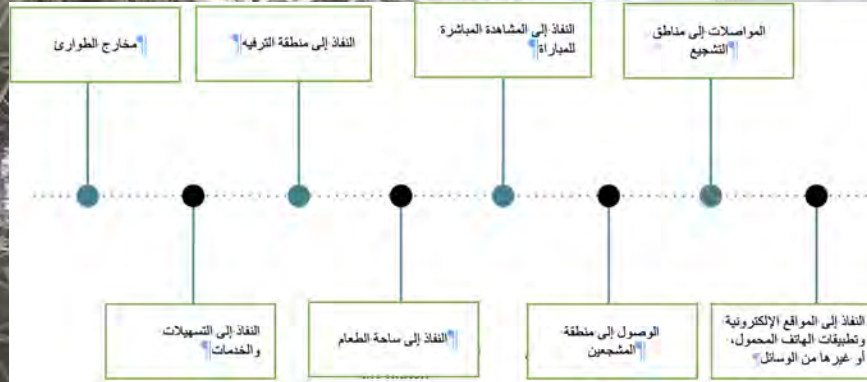 المواصلات إلى مناطق
التشجيع
النفاذ إلى المشاهدة المباشرة
للمباراة
النفاذ إلى منطقة الترفيه
مخارج الطوارئ
النفاذ إلى المواقع الإلكترونية
وتطبيقات الهاتف المحمول،
أو غيرها من الوسائل
الوصول إلى منطقة
المشجعين
النفاذ إلى ساحة الطعام
النفاذ إلى التسهيلات
والخدمات